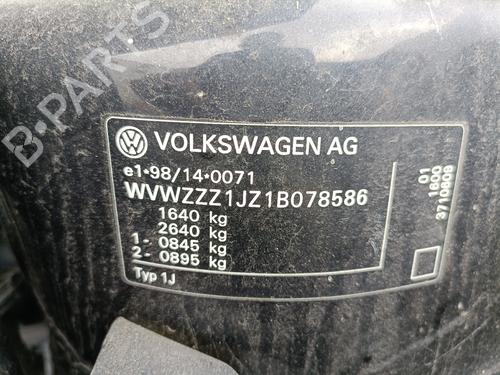 B-PARTS
VOLKSWAGEN AG
e1•98/14•0071
WVWZZZ1JZ1B078586
1640 kg
2640 kg
1- 0845 kg
2- 0895 kg
Typ 1J
01
1600
3710609